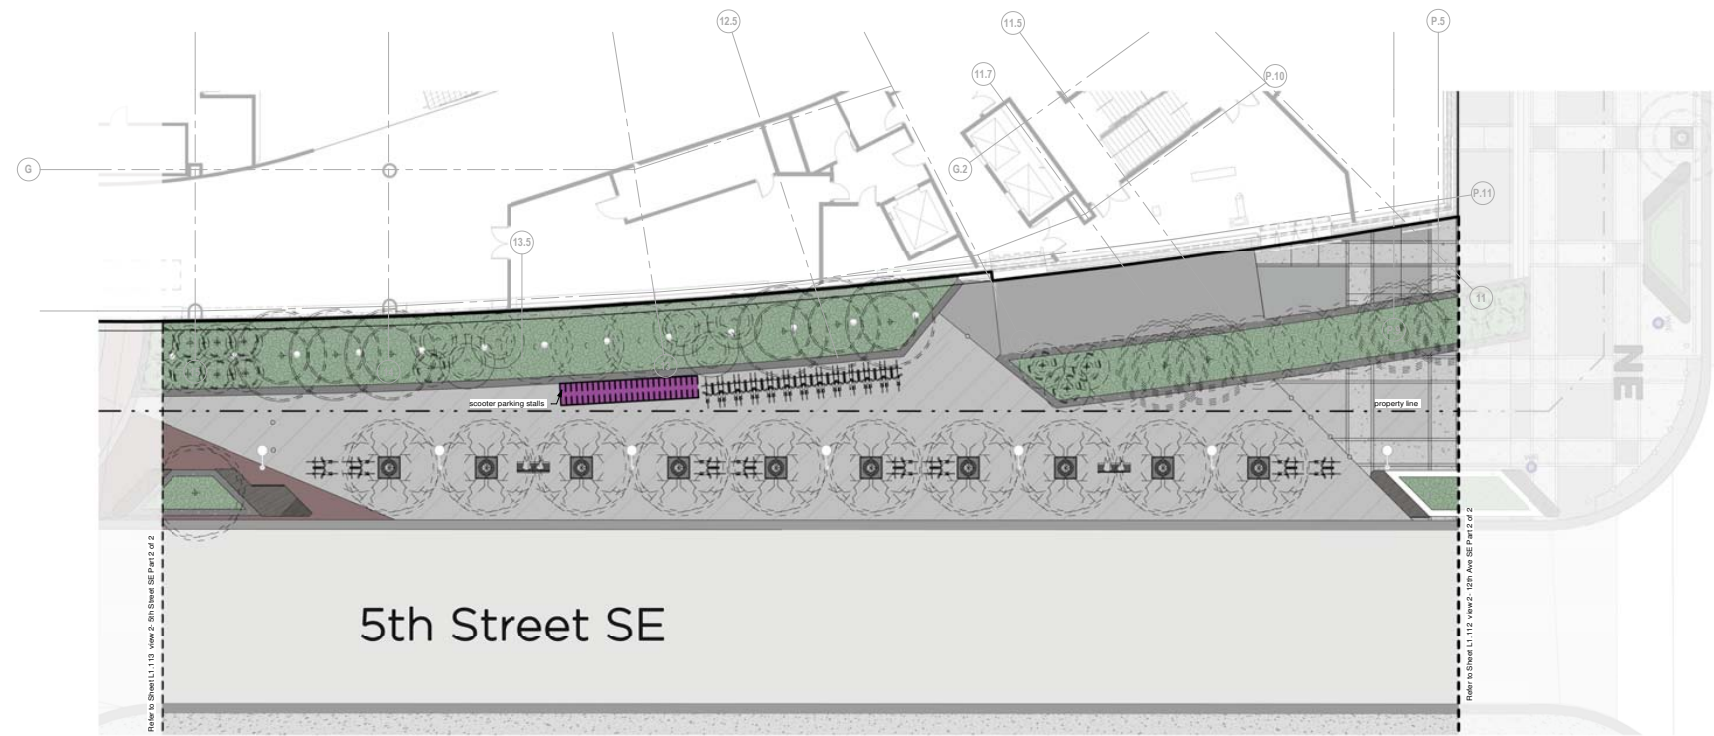 12.5
11.5
P.5
11.7
P.10
G
G.2
P.11
13.5
11
NE
scooter parking stalls
property line
Refer to Sheet L1.113 view 2- 5th Street SE Part 2 of 2
Refer to Sheet L1.112 view 2- 12th Ave SE Part 2 of 2
5th Street SE